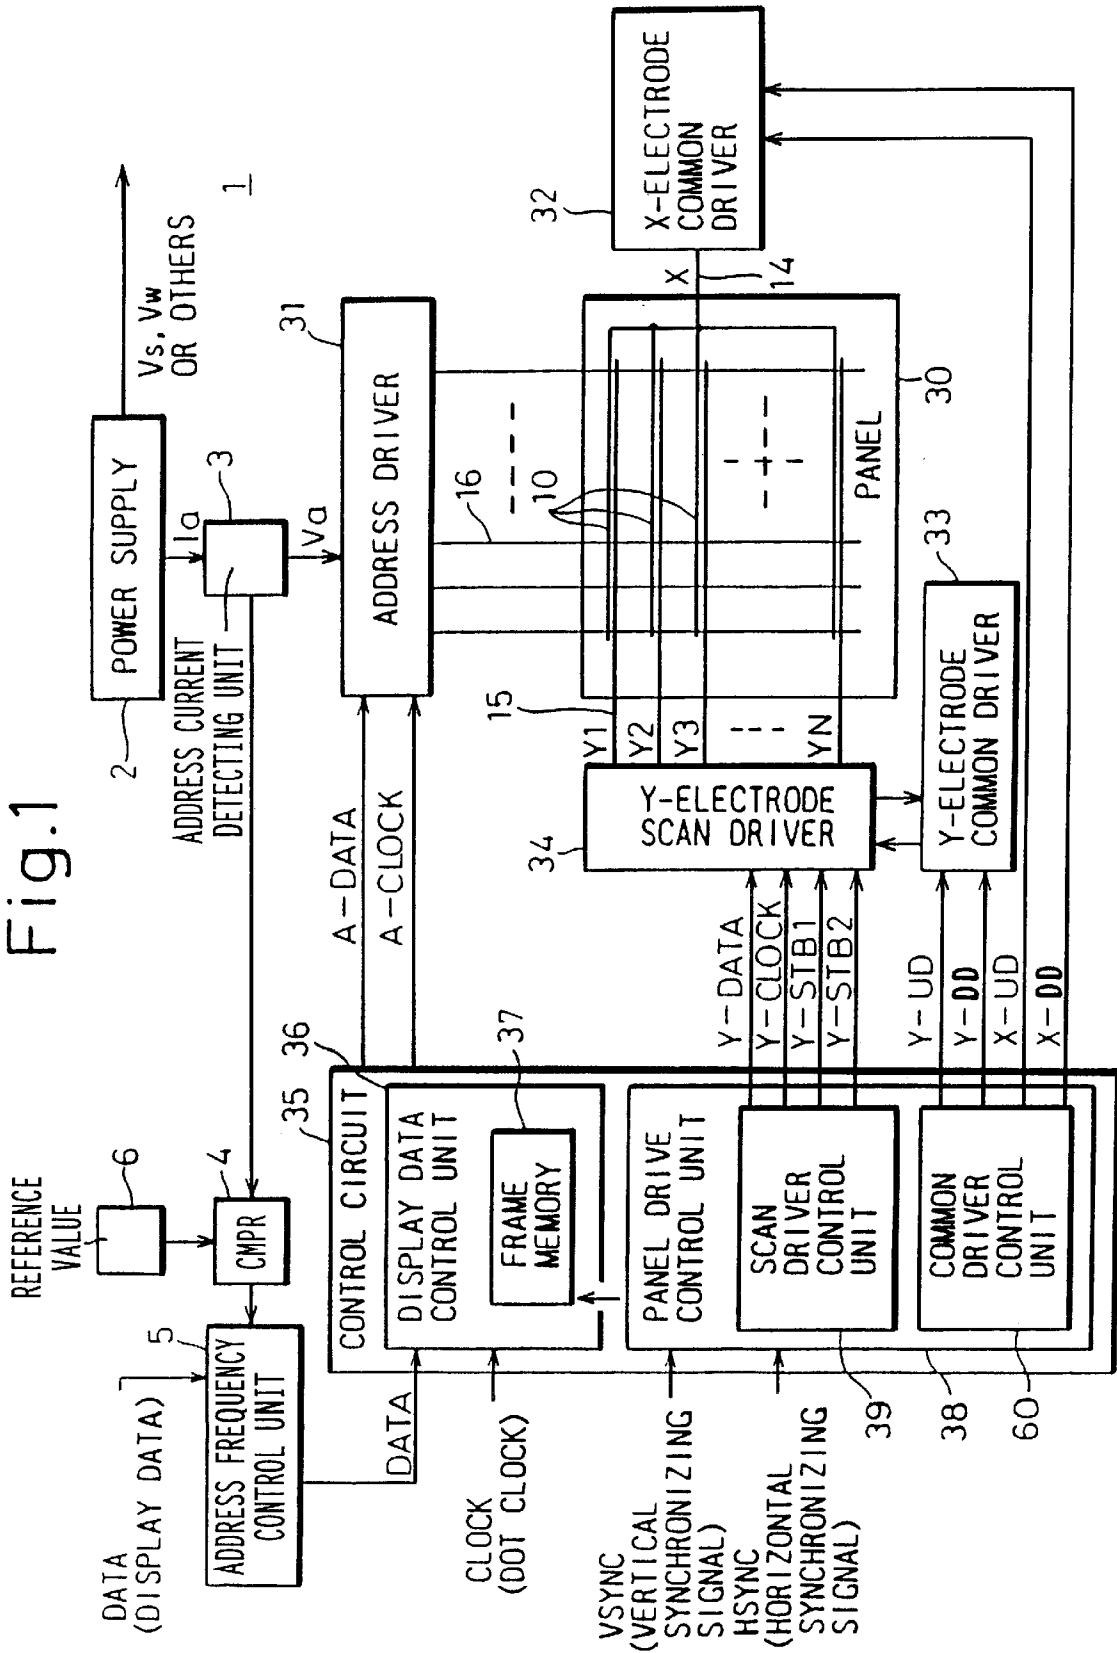 Fig.1
DATA
(DISPLAY DATA)
5
ADDRESS FREQUENCY
CONTROL UNIT
REFERENCE
VALUE
6
4
CMPR
ADDRESS CURRENT
DETECTING UNIT
2
POWER SUPPLY
Ia
3
Va
Vs, Vw
OR OTHERS
1
DATA
CLOCK
(DOT CLOCK)
VSYNC
(VERTICAL
SYNCHRONIZING
SIGNAL)
HSYNC
(HORIZONTAL
SYNCHRONIZING
SIGNAL)
35
CONTROL CIRCUIT
36
DISPLAY DATA
CONTROL UNIT
37
FRAME
MEMORY
PANEL DRIVE
CONTROL UNIT
SCAN
DRIVER
CONTROL
UNIT
COMMON
DRIVER
CONTROL
UNIT
39
38
60
A-DATA
A-CLOCK
31
ADDRESS DRIVER
Y-DATA
Y-CLOCK
Y-STB1
Y-STB2
Y-UD
Y-DD
X-UD
X-DD
34
Y-ELECTRODE
SCAN DRIVER
33
Y-ELECTRODE
COMMON DRIVER
15
Y1
Y2
Y3
YN
16
10
PANEL
30
X
14
32
X-ELECTRODE
COMMON
DRIVER